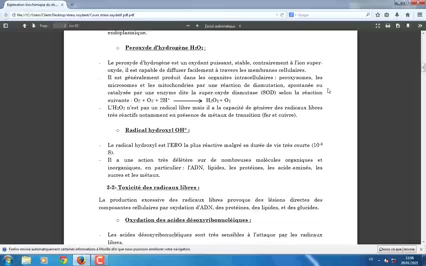 endoplasmique.
o Peroxyde d'hydrogène H₂O₂ :
- Le peroxyde d'hydrogène est un oxydant puissant, stable, contrairement à l'ion super-
oxyde, il est capable de diffuser facilement à travers les membranes cellulaires.
- Il est généralement produit dans les organites intracellulaires : peroxysomes, les
microsomes et les mitochondries par une réaction de dismutation, spontanée ou
catalysée par une enzyme dite la super-oxyde dismutase (SOD) selon la réaction
suivante : O₂ + O₂ + 2H⁺ → H₂O₂ + O₂
- L'H₂O₂ n'est pas un radical libre mais il a la capacité de générer des radicaux libres
très réactifs notamment en présence de métaux de transition (fer et cuivre).
o Radical hydroxyl OH° :
- Le radical hydroxyl est l'ERO la plus réactive malgré se durée de vis très courte (10⁻⁹
S).
- Il a une action très délétère sur de nombreuses molécules organiques et
inorganiques, en particulier : l'ADN, lipides, les protéines, les acide-aminés, les
sucres et les métaux.
2-2- Toxicité des radicaux libres :
La production excessive des radicaux libres provoque des lésions directes des
composantes cellulaires par oxydation d'ADN, des protéines, des lipides, et des glucides.
o Oxydation des acides désoxyribonucléiques :
- Les acides désoxyribonucléiques sont très sensibles à l'attaque par les radicaux
libres.